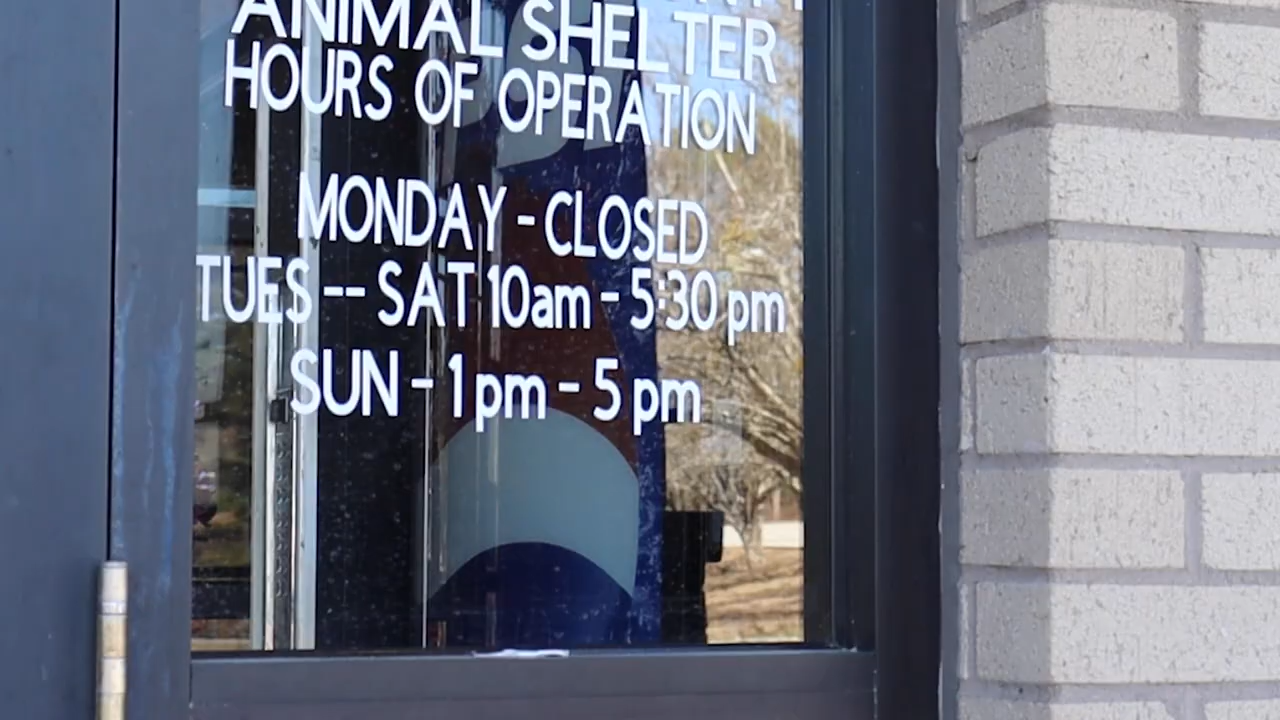 ANIMAL SHELTER
HOURS OF OPERATION
MONDAY - CLOSED
TUES -- SAT 10am - 5:30 pm
SUN - 1 pm - 5 pm